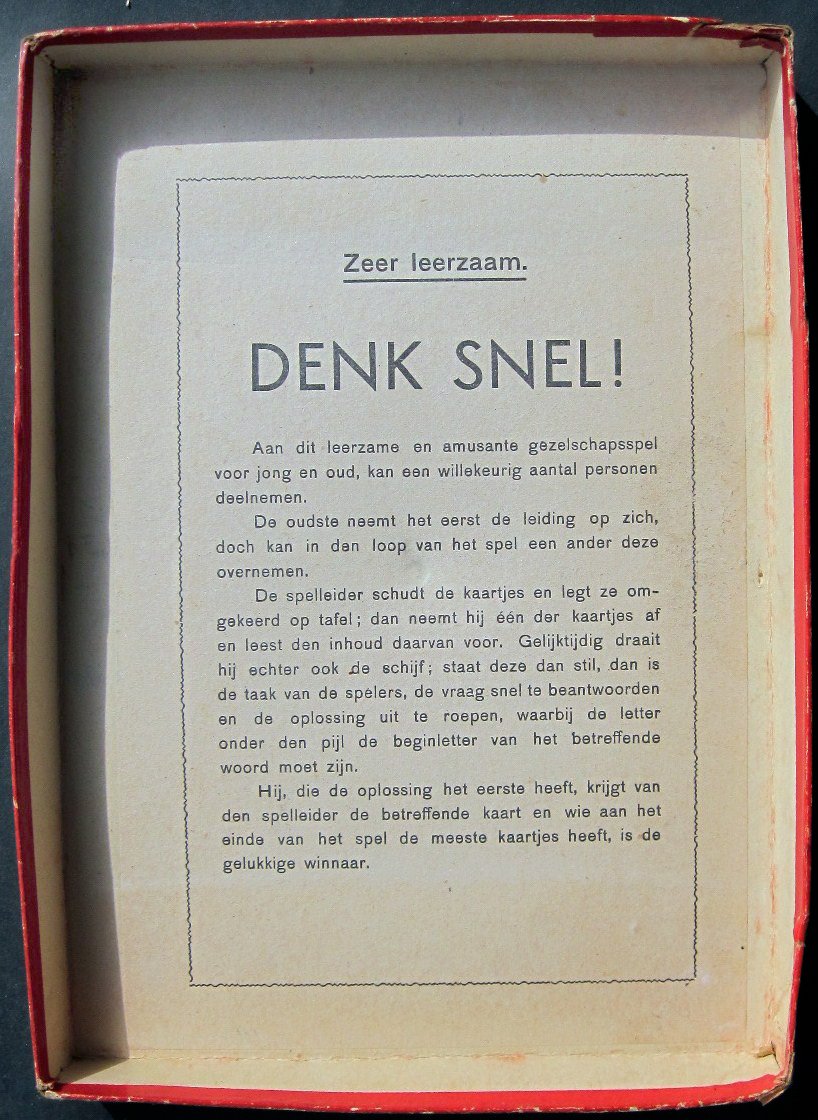 Zeer leerzaam.
DENK SNEL!
Aan dit leerzame en amusante gezelschapsspel
voor jong en oud, kan een willekeurig aantal personen
deelnemen.
De oudste neemt het eerst de leiding op zich,
doch kan in den loop van het spel een ander deze
overnemen.
De spelleider schudt de kaartjes en legt ze om-
gekeerd op tafel; dan neemt hij één der kaartjes af
en leest den inhoud daarvan voor. Gelijktijdig draait
hij echter ook de schijf; staat deze dan stil, dan is
de taak van de spelers, de vraag snel te beantwoorden
en de oplossing uit te roepen, waarbij de letter
onder den pijl de beginletter van het betreffende
woord moet zijn.
Hij, die de oplossing het eerste heeft, krijgt van
den spelleider de betreffende kaart en wie aan het
einde van het spel de meeste kaartjes heeft, is de
gelukkige winnaar.